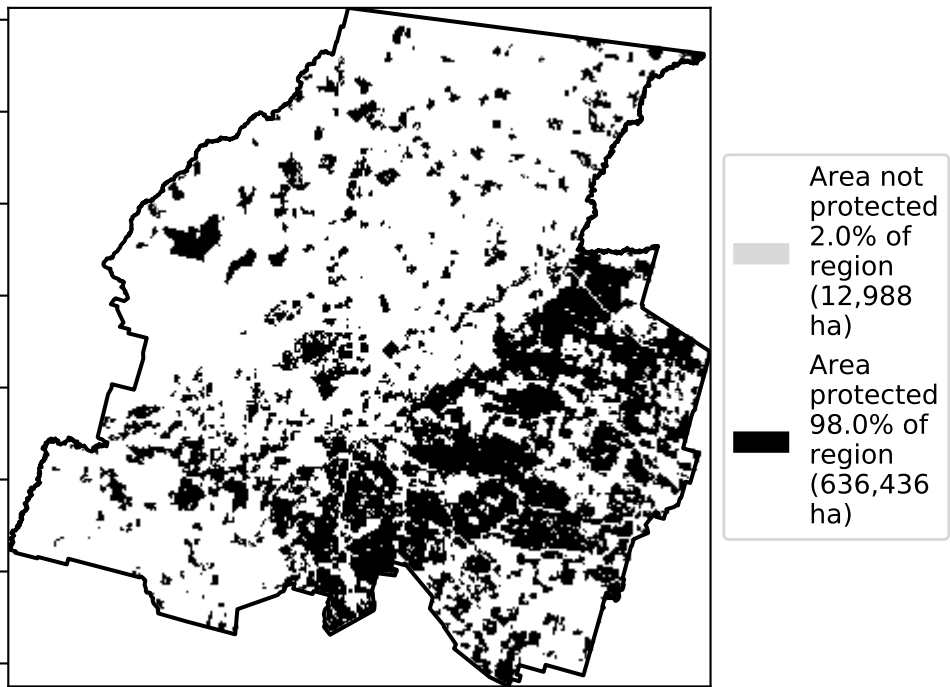 Area not
protected
2.0% of
region
(12,988
ha)
Area
protected
98.0% of
region
(636,436
ha)